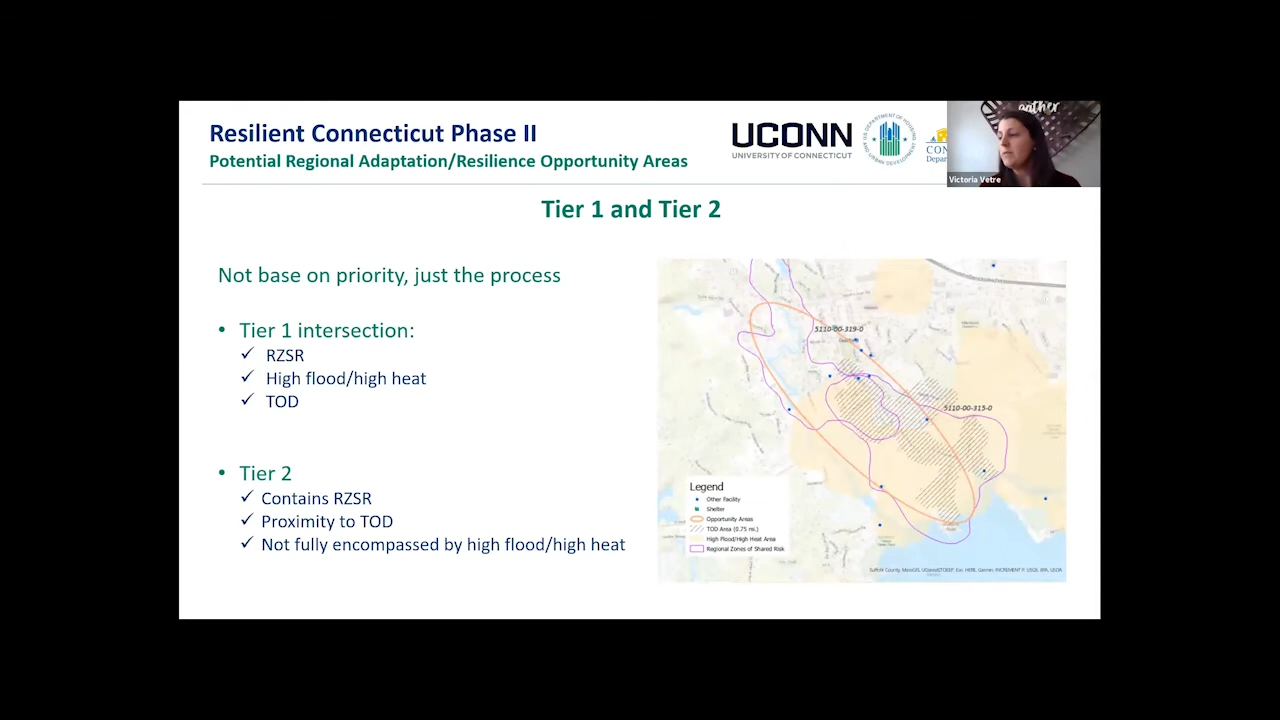 Resilient Connecticut Phase II
Potential Regional Adaptation/Resilience Opportunity Areas
UCONN
UNIVERSITY OF CONNECTICUT
CON
Depar
gather
Victoria Vetre
Tier 1 and Tier 2
Not base on priority, just the process
• Tier 1 intersection:
✓ RZSR
✓ High flood/high heat
✓ TOD
• Tier 2
✓ Contains RZSR
✓ Proximity to TOD
✓ Not fully encompassed by high flood/high heat
5110-00-319-0
5110-00-315-0
Legend
Other Facility
Shelter
Opportunity Areas
TOD Area (0.75 mi.)
High Flood/High Heat Area
Regional Zones of Shared Risk